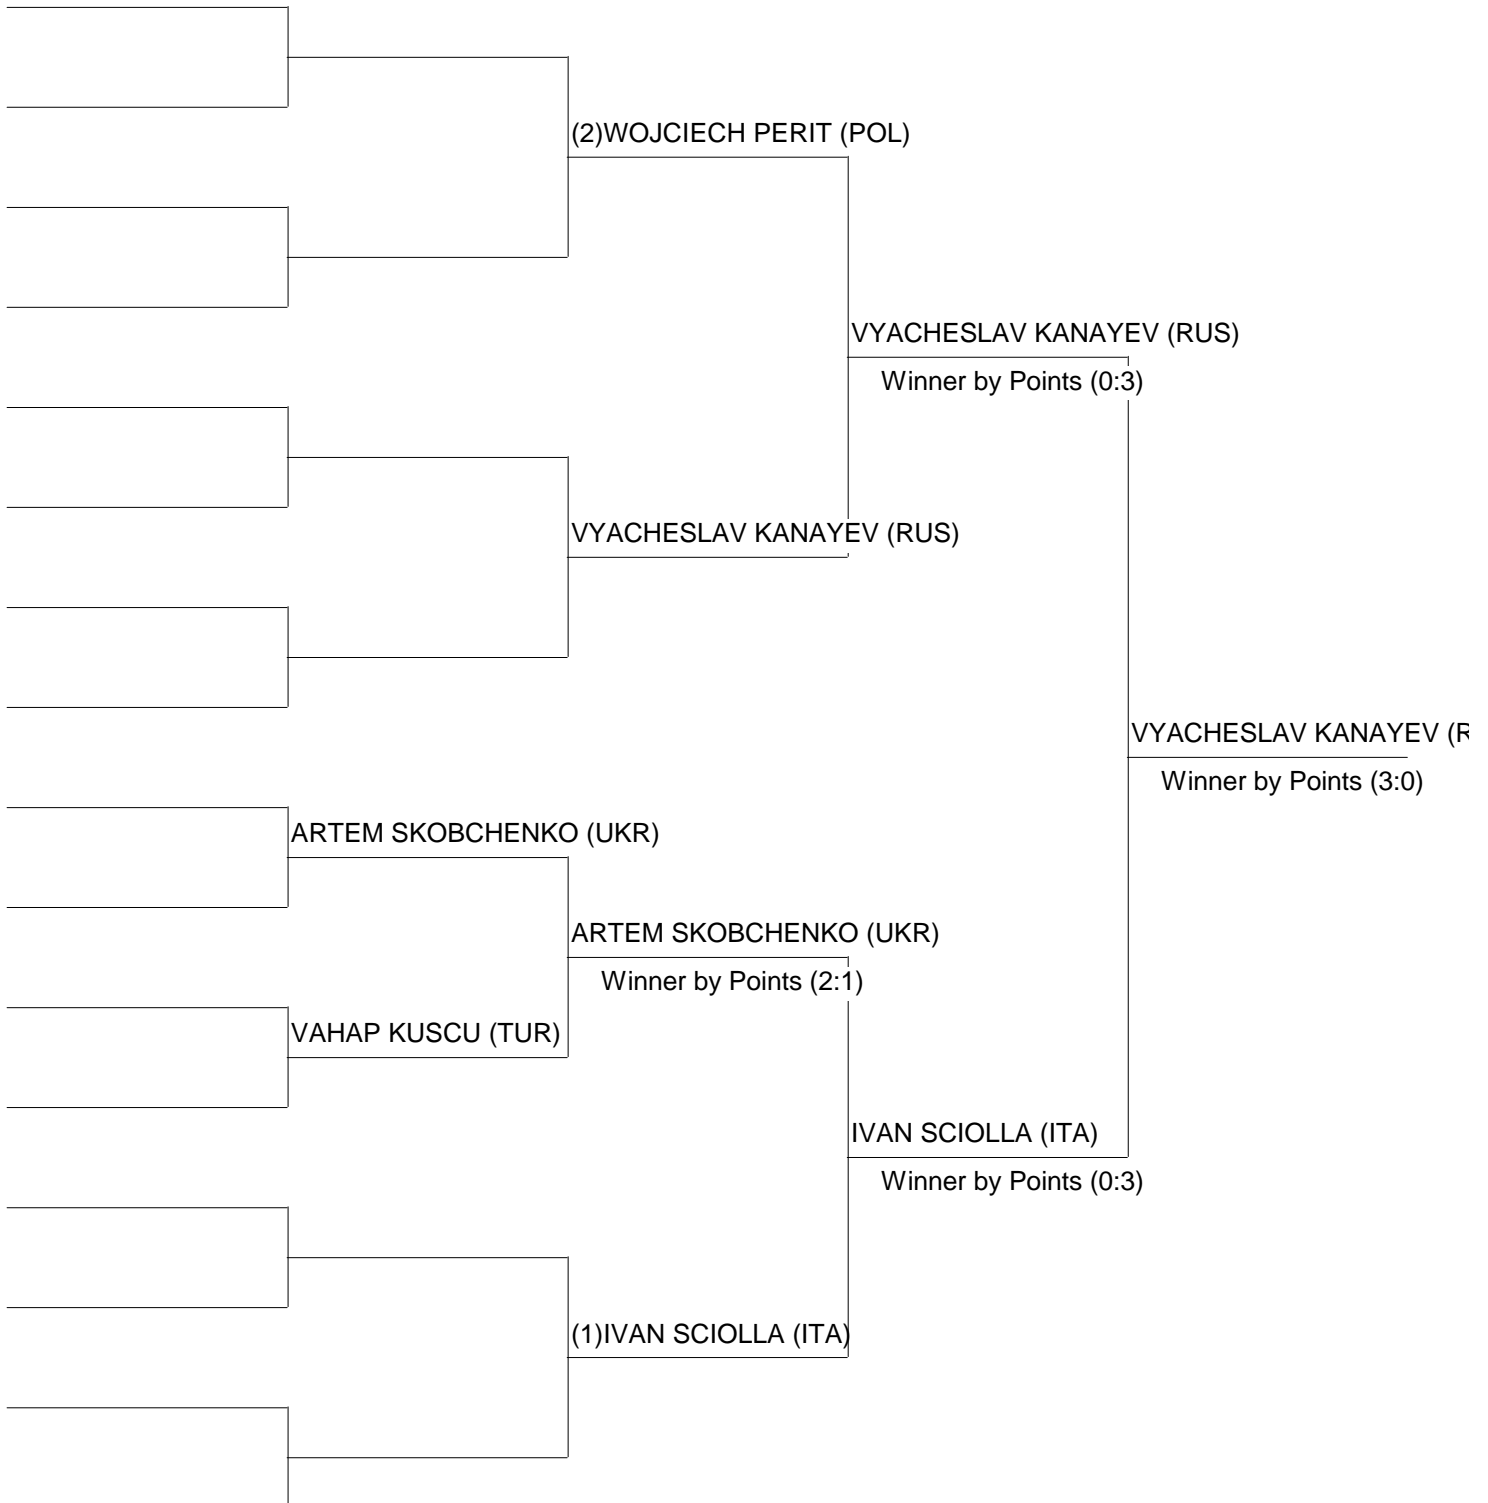 (2)WOJCIECH PERIT (POL)
VYACHESLAV KANAYEV (RUS)
Winner by Points (0:3)
VYACHESLAV KANAYEV (RUS)
VYACHESLAV KANAYEV (R
Winner by Points (3:0)
ARTEM SKOBCHENKO (UKR)
ARTEM SKOBCHENKO (UKR)
Winner by Points (2:1)
VAHAP KUSCU (TUR)
IVAN SCIOLLA (ITA)
Winner by Points (0:3)
(1)IVAN SCIOLLA (ITA)